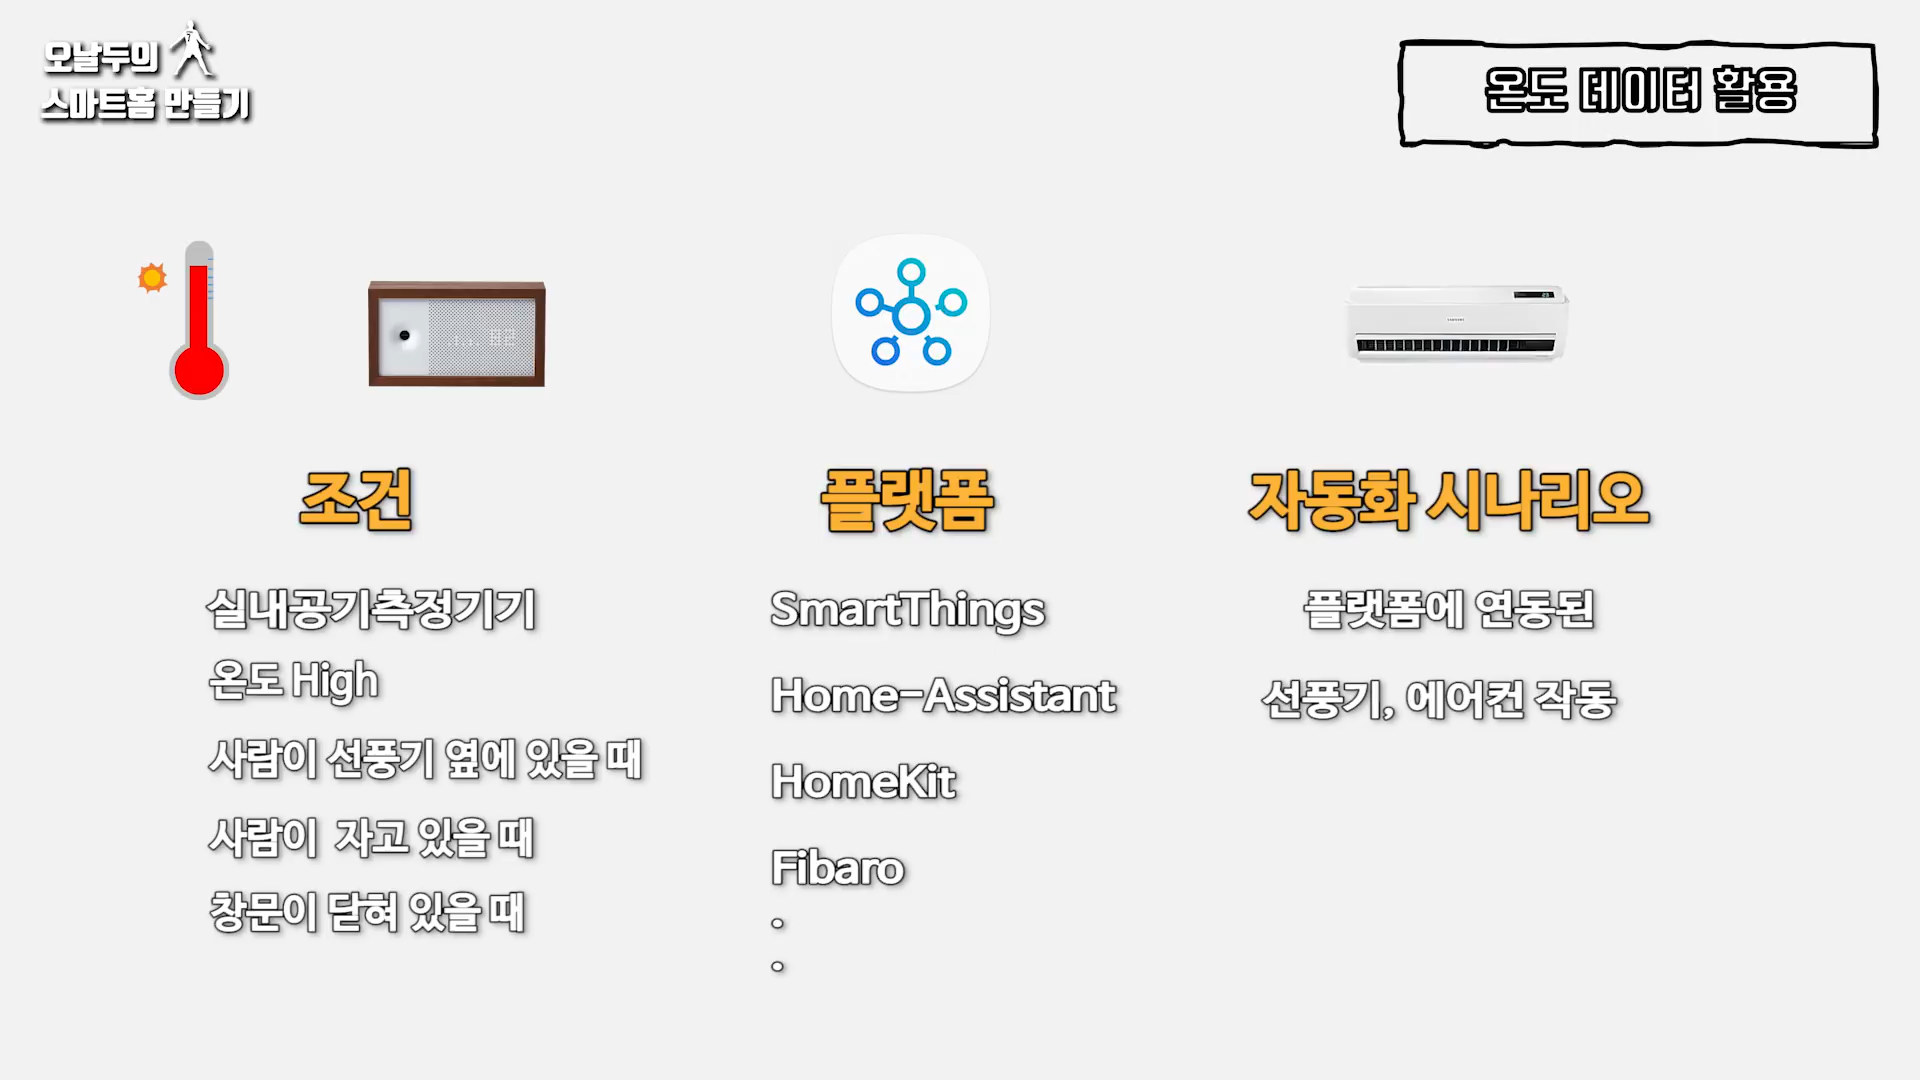 오날두의
스마트홈 만들기
온도 데이터 활용
조건
실내공기측정기기
온도 High
사람이 선풍기 옆에 있을 때
사람이 자고 있을 때
창문이 닫혀 있을 때
플랫폼
SmartThings
Home-Assistant
HomeKit
Fibaro
.
.
자동화 시나리오
플랫폼에 연동된
선풍기, 에어컨 작동